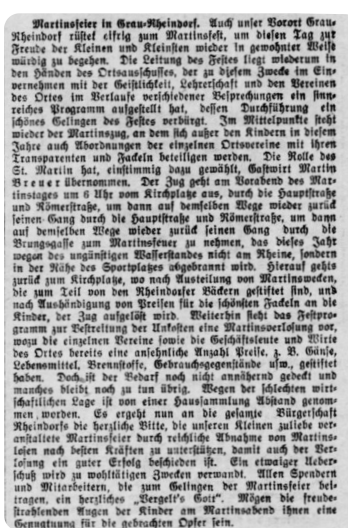 Martinsfeier in Grau-Rheindorf. Auch unser Vorort Grau-
Rheindorf rüstet eifrig zum Martinsfest, um diesen Tag zur
Freude der Kleinen und Kleinsten wieder in gewohnter Weise
würdig zu begehen. Die Leitung des Festes liegt wiederum in
den Händen des Ortsausschusses, der zu diesem Zwecke im Ein-
vernehmen mit der Geistlichkeit, Lehrerschaft und den Vereinen
des Ortes im Verlaufe verschiedener Besprechungen ein sinn-
reiches Programm aufgestellt hat, dessen Durchführung ein
schönes Gelingen des Festes verbürgt. Im Mittelpunkte steht
wieder der Martinszug, an dem sich außer den Kindern in diesem
Jahre auch Abordnungen der einzelnen Ortsvereine mit ihren
Transparenten und Fackeln beteiligen werden. Die Rolle des
St. Martin hat, einstimmig dazu gewählt, Gastwirt Martin
Breuer übernommen. Der Zug geht am Vorabend des Mar-
tinstages um 6 Uhr vom Kirchplatz aus, durch die Hauptstraße
und Römerstraße, um dann auf demselben Wege wieder zurück
seinen Gang durch die Hauptstraße und Römerstraße, um dann
auf demselben Wege wieder zurück seinen Gang durch die
Brungsgasse zum Martinsfeuer zu nehmen, das dieses Jahr
wegen des ungünstigen Wasserstandes nicht am Rheine, sondern
in der Nähe des Sportplatzes abgebrannt wird. Hierauf gehts
zurück zum Kirchplatze, wo nach Austeilung von Martinswecken,
die zum Teil von den Rheindorfer Bäckern gestiftet sind, und
nach Aushändigung von Preisen für die schönsten Fackeln an die
Kinder, der Zug aufgelöst wird. Weiterhin sieht das Festpro-
gramm zur Bestreitung der Unkosten eine Martinsverlosung vor,
wozu die einzelnen Vereine sowie die Geschäftsleute und Wirte
des Ortes bereits eine ansehnliche Anzahl Preise, z. B. Gänse,
Lebensmittel, Brennstoffe, Gebrauchsgegenstände usw., gestiftet
haben. Doch ist der Bedarf noch nicht annähernd gedeckt und
manches bleibt noch zu tun übrig. Wegen der schlechten wirt-
schaftlichen Lage ist von einer Haussammlung Abstand genom-
men worden. Es ergeht nun an die gesamte Bürgerschaft
Rheindorfs die herzliche Bitte, die unseren Kleinen zuliebe ver-
anstaltete Martinsfeier durch reichliche Abnahme von Martins-
losen nach besten Kräften zu unterstützen, damit auch der Ver-
losung ein guter Erfolg beschieden ist. Ein etwaiger Ueber-
schuß wird zu wohltätigen Zwecken verwandt. Allen Spendern
und Mitarbeitern, die zum Gelingen der Martinsfeier bei-
tragen, ein herzliches „Vergelt's Gott". Mögen die freude-
strahlenden Augen der Kinder am Martinsabend ihnen eine
Genugtuung für die gebrachten Opfer sein.